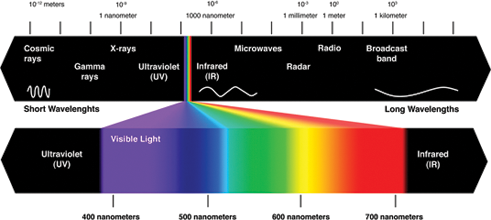 10⁻¹⁰ meters 10⁻⁹ 10⁻⁶ 10⁻³ 10⁰ 10³
1 nanometer 1000 nanometer 1 millimeter 1 meter 1 kilometer
Cosmic rays
X-rays
Gamma rays
Ultraviolet (UV)
Infrared (IR)
Microwaves
Radar
Radio
Broadcast band
Short Wavelenghts
Long Wavelengths
Ultraviolet (UV)
Visible Light
Infrared (IR)
400 nanometers 500 nanometers 600 nanometers 700 nanometers